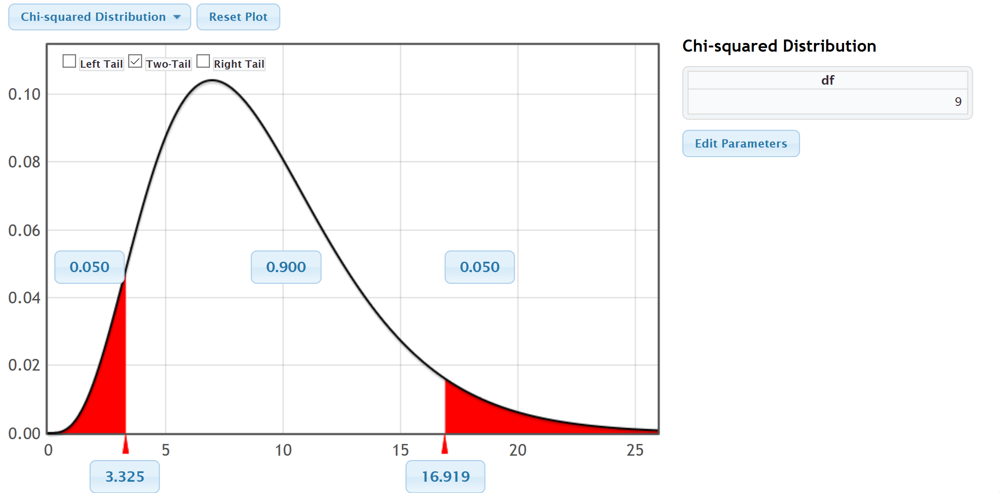 Chi-squared Distribution Reset Plot
Chi-squared Distribution
Left Tail Two-Tail Right Tail
df
9
Edit Parameters
0.10
0.08
0.06
0.050 0.900 0.050
0.04
0.02
0.00
0 5 10 15 20 25
3.325 16.919